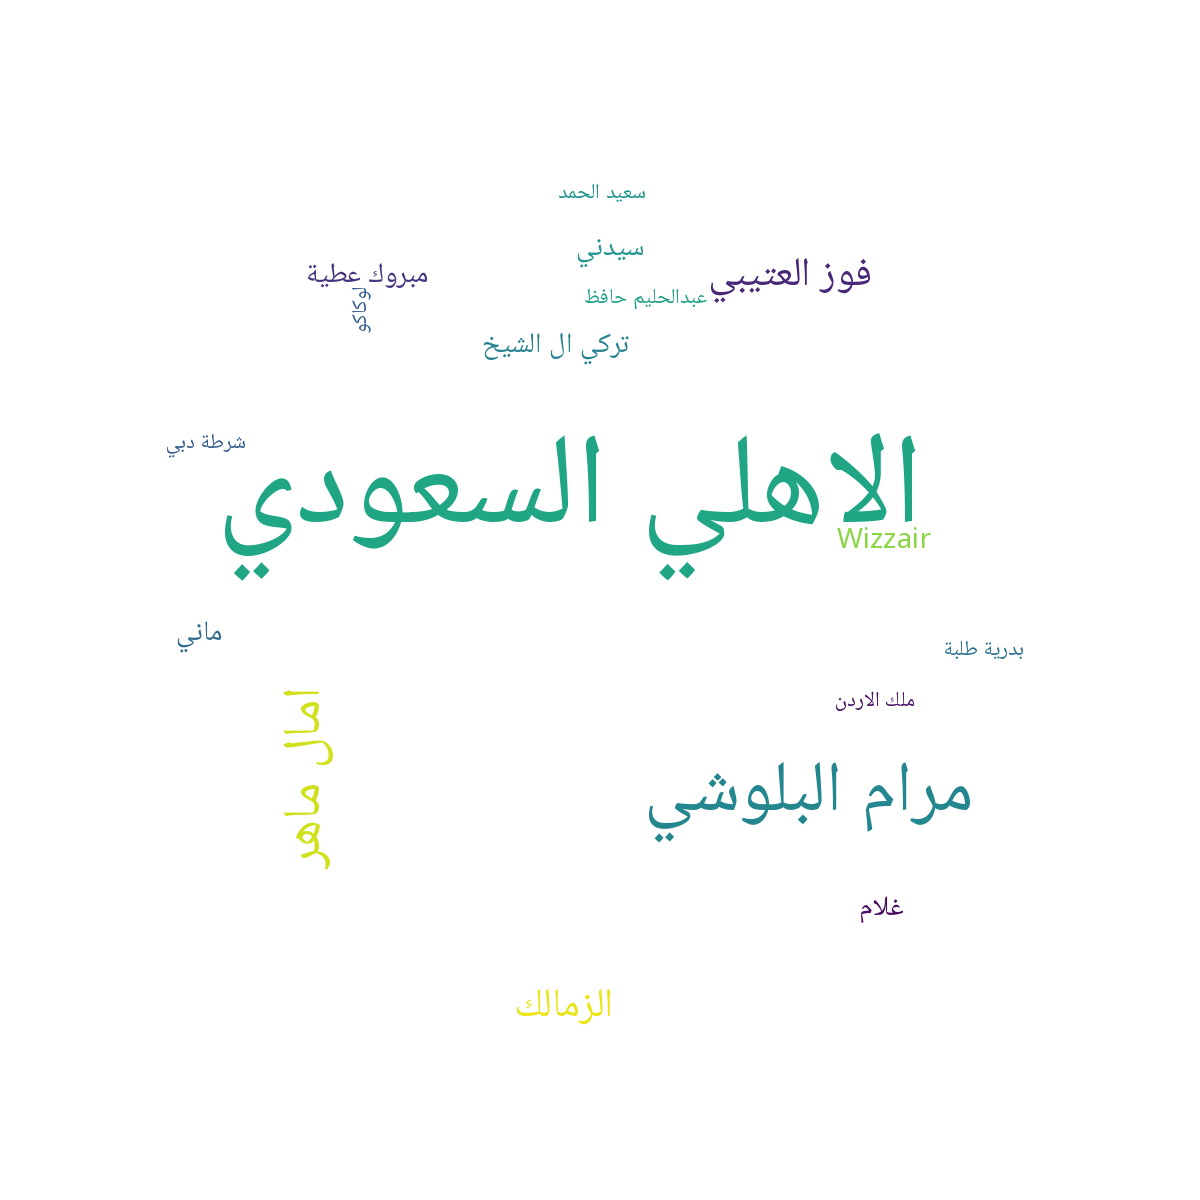 سعيد الحمد
سيدني
فوز العتيبي
مبروك عطية
عبدالحليم حافظ
لوكاكو
تركي ال الشيخ
شرطة دبي
الاهلي السعودي
Wizzair
ماني
بدرية طلبة
ملك الاردن
امال ماهر
مرام البلوشي
غلام
الزمالك